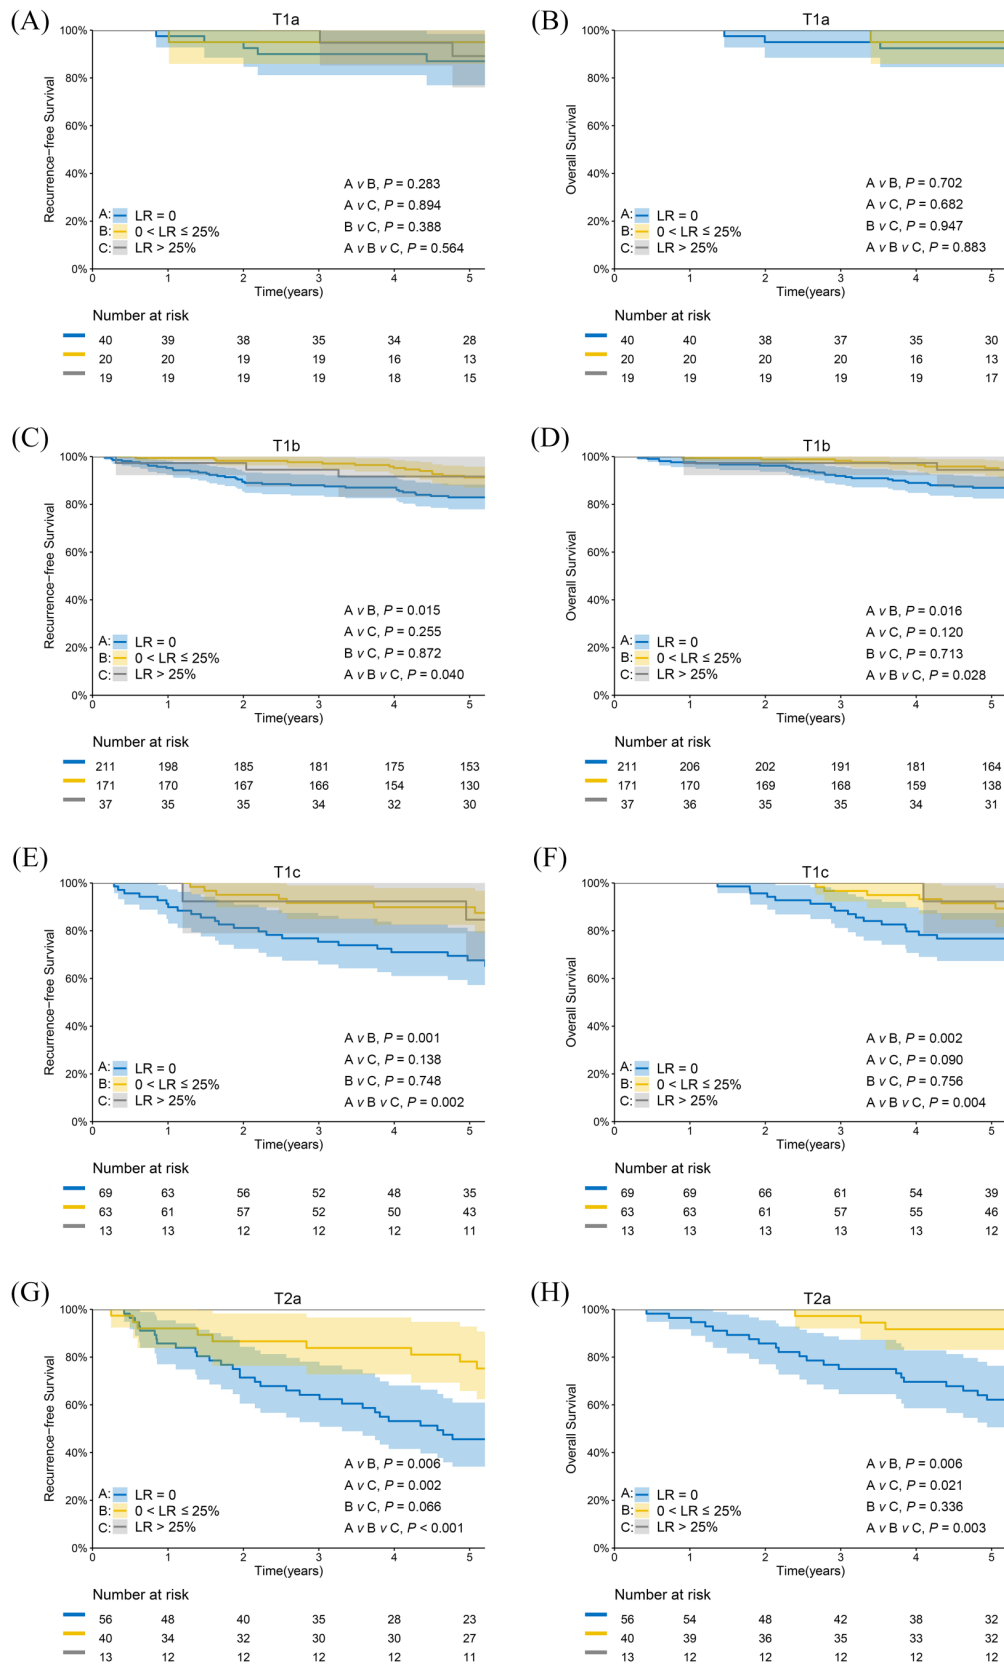 (A)
T1a
Recurrence-free Survival
100%
80%
60%
40%
20%
0%
A v B, P = 0.283
A v C, P = 0.894
B v C, P = 0.388
A v B v C, P = 0.564
A: LR = 0
B: 0 < LR ≤ 25%
C: LR > 25%
0 1 2 3 4 5
Time(years)
Number at risk
40 39 38 35 34 28
20 20 19 19 16 13
19 19 19 19 18 15
(B)
T1a
Overall Survival
100%
80%
60%
40%
20%
0%
A v B, P = 0.702
A v C, P = 0.682
B v C, P = 0.947
A v B v C, P = 0.883
A: LR = 0
B: 0 < LR ≤ 25%
C: LR > 25%
0 1 2 3 4 5
Time(years)
Number at risk
40 40 38 37 35 30
20 20 20 20 16 13
19 19 19 19 19 17
(C)
T1b
Recurrence-free Survival
100%
80%
60%
40%
20%
0%
A v B, P = 0.015
A v C, P = 0.255
B v C, P = 0.872
A v B v C, P = 0.040
A: LR = 0
B: 0 < LR ≤ 25%
C: LR > 25%
0 1 2 3 4 5
Time(years)
Number at risk
211 198 185 181 175 153
171 170 167 166 154 130
37 35 35 34 32 30
(D)
T1b
Overall Survival
100%
80%
60%
40%
20%
0%
A v B, P = 0.016
A v C, P = 0.120
B v C, P = 0.713
A v B v C, P = 0.028
A: LR = 0
B: 0 < LR ≤ 25%
C: LR > 25%
0 1 2 3 4 5
Time(years)
Number at risk
211 206 202 191 181 164
171 170 169 168 159 138
37 36 35 35 34 31
(E)
T1c
Recurrence-free Survival
100%
80%
60%
40%
20%
0%
A v B, P = 0.001
A v C, P = 0.138
B v C, P = 0.748
A v B v C, P = 0.002
A: LR = 0
B: 0 < LR ≤ 25%
C: LR > 25%
0 1 2 3 4 5
Time(years)
Number at risk
69 63 56 52 48 35
63 61 57 52 50 43
13 13 12 12 12 11
(F)
T1c
Overall Survival
100%
80%
60%
40%
20%
0%
A v B, P = 0.002
A v C, P = 0.090
B v C, P = 0.756
A v B v C, P = 0.004
A: LR = 0
B: 0 < LR ≤ 25%
C: LR > 25%
0 1 2 3 4 5
Time(years)
Number at risk
69 69 66 61 54 39
63 63 61 57 55 46
13 13 13 13 13 12
(G)
T2a
Recurrence-free Survival
100%
80%
60%
40%
20%
0%
A v B, P = 0.006
A v C, P = 0.002
B v C, P = 0.066
A v B v C, P < 0.001
A: LR = 0
B: 0 < LR ≤ 25%
C: LR > 25%
0 1 2 3 4 5
Time(years)
Number at risk
56 48 40 35 28 23
40 34 32 30 30 27
13 12 12 12 12 12
(H)
T2a
Overall Survival
100%
80%
60%
40%
20%
0%
A v B, P = 0.006
A v C, P = 0.021
B v C, P = 0.336
A v B v C, P = 0.003
A: LR = 0
B: 0 < LR ≤ 25%
C: LR > 25%
0 1 2 3 4 5
Time(years)
Number at risk
56 54 48 42 38 32
40 39 36 35 33 32
13 12 12 12 12 12